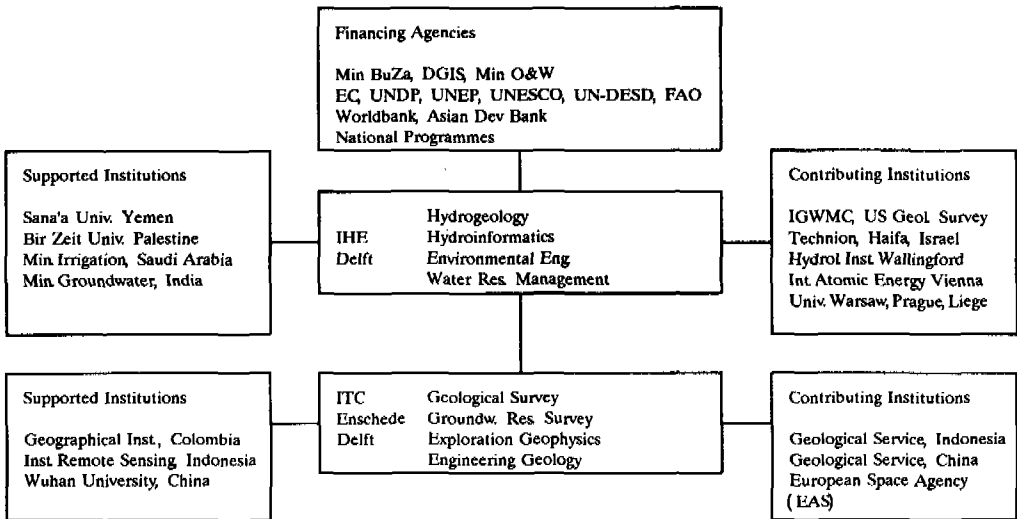 Financing Agencies
Min BuZa, DGIS, Min O&W
EC, UNDP, UNEP, UNESCO, UN-DESD, FAO
Worldbank, Asian Dev Bank
National Programmes
Supported Institutions
Sana'a Univ. Yemen
Bir Zeit Univ. Palestine
Min. Irrigation, Saudi Arabia
Min. Groundwater, India
Hydrogeology
IHE Hydroinformatics
Delft Environmental Eng.
Water Res. Management
Contributing Institutions
IGWMC, US Geol. Survey
Technion, Haifa, Israel
Hydrol. Inst. Wallingford
Int. Atomic Energy Vienna
Univ. Warsaw, Prague, Liege
Supported Institutions
Geographical Inst., Colombia
Inst. Remote Sensing, Indonesia
Wuhan University, China
ITC Geological Survey
Enschede Groundw. Res. Survey
Delft Exploration Geophysics
Engineering Geology
Contributing Institutions
Geological Service, Indonesia
Geological Service, China
European Space Agency
(EAS)